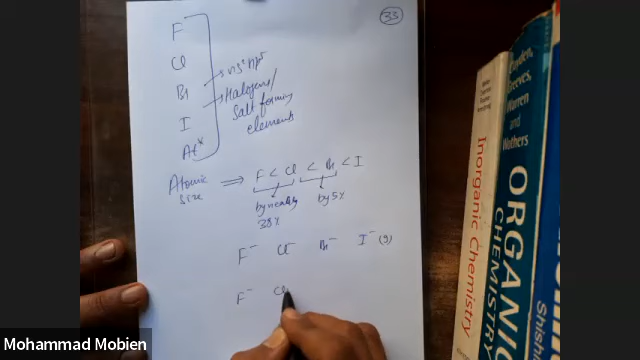 33
F
Cl
Br
I
At*
ns² np⁵
Halogens/
Salt forming
elements
Atomic
size
⇒ F < Cl < Br < I
by nearly
38%
by 5%
F⁻ Cl⁻ Br⁻ I⁻ (g)
F⁻ Cl
Inorganic Chemistry
Clayden,
Greeves,
Warren
and
Wothers
ORGANIC
CHEMISTRY
Mohammad Mobien